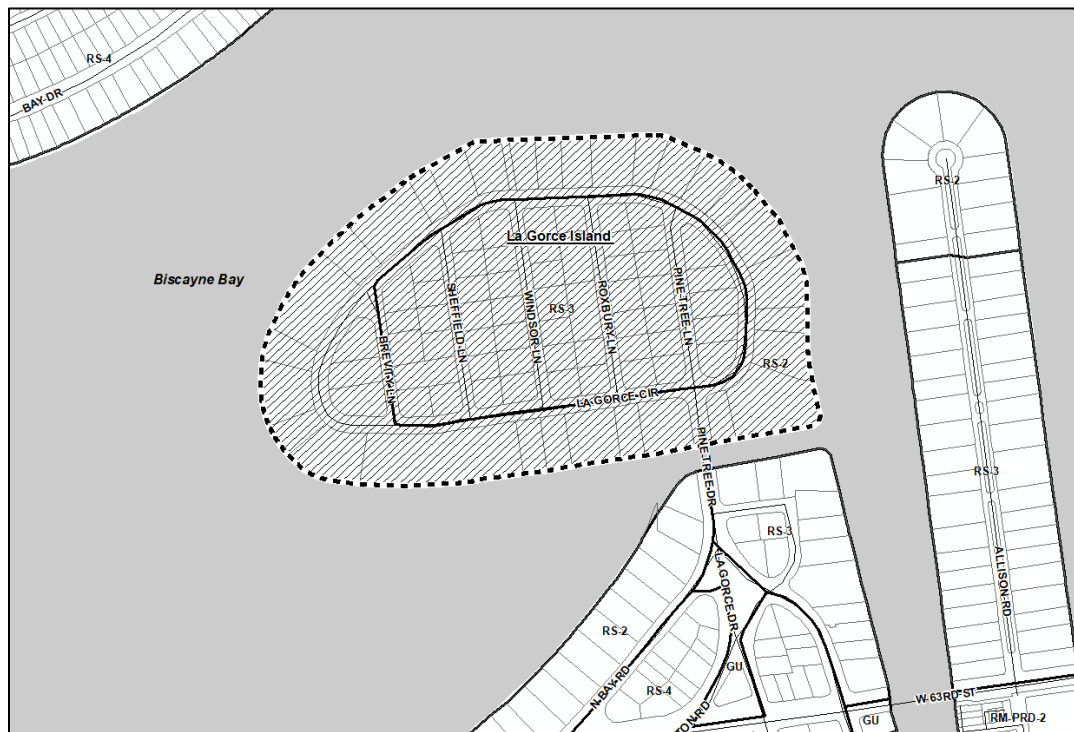 RS-4
BAY DR
RS-2
La Gorce Island
Biscayne Bay
SHEFFIELD LN
WINDSOR LN
ROXBURY LN
PINE TREE LN
RS-3
BREVITY LN
RS-2
LA GORCE CIR
PINE TREE DR
RS-3
RS-3
LA GORCE DR
ALLISON RD
RS-2
N BAY RD
GU
RS-4
TON RD
W 63RD ST
GU
RM-PRD-2